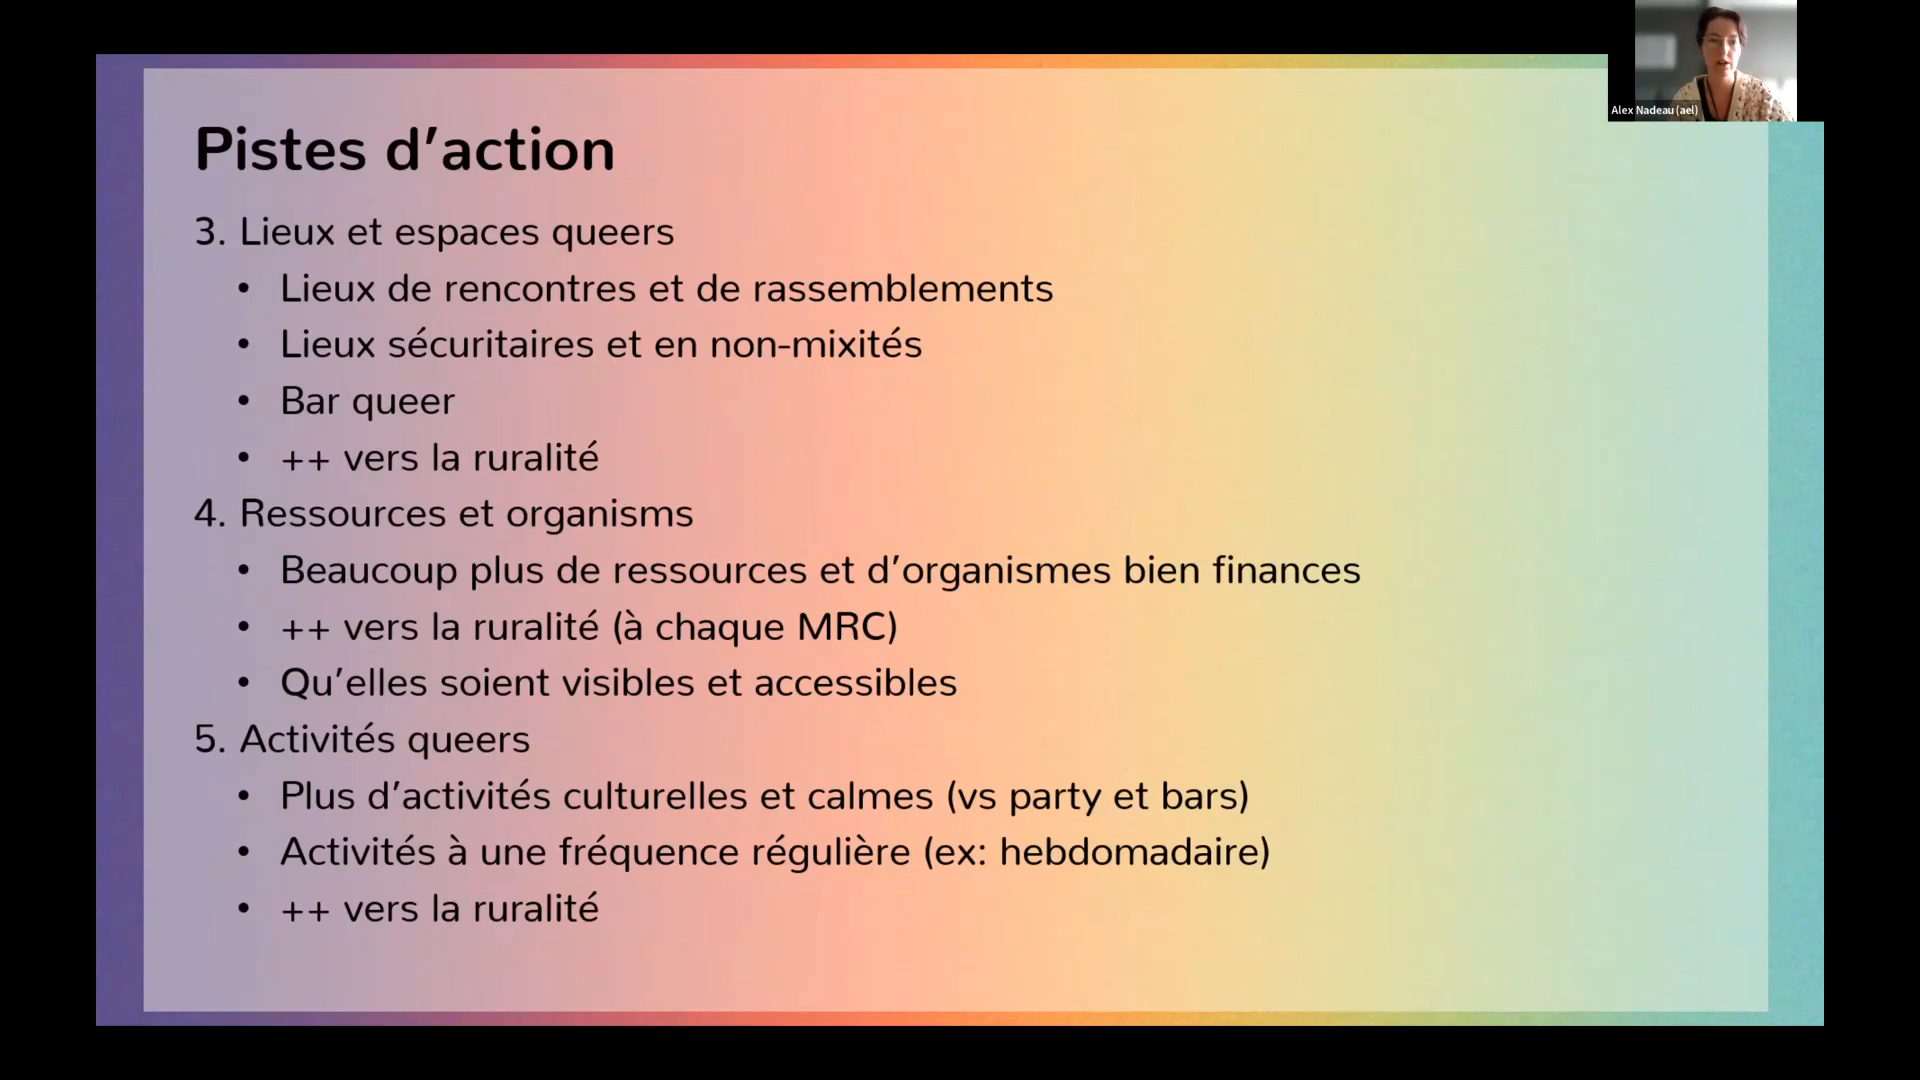 Alex Nadeau (ael)
Pistes d’action
3. Lieux et espaces queers
• Lieux de rencontres et de rassemblements
• Lieux sécuritaires et en non-mixités
• Bar queer
• ++ vers la ruralité
4. Ressources et organisms
• Beaucoup plus de ressources et d’organismes bien finances
• ++ vers la ruralité (à chaque MRC)
• Qu’elles soient visibles et accessibles
5. Activités queers
• Plus d’activités culturelles et calmes (vs party et bars)
• Activités à une fréquence régulière (ex: hebdomadaire)
• ++ vers la ruralité